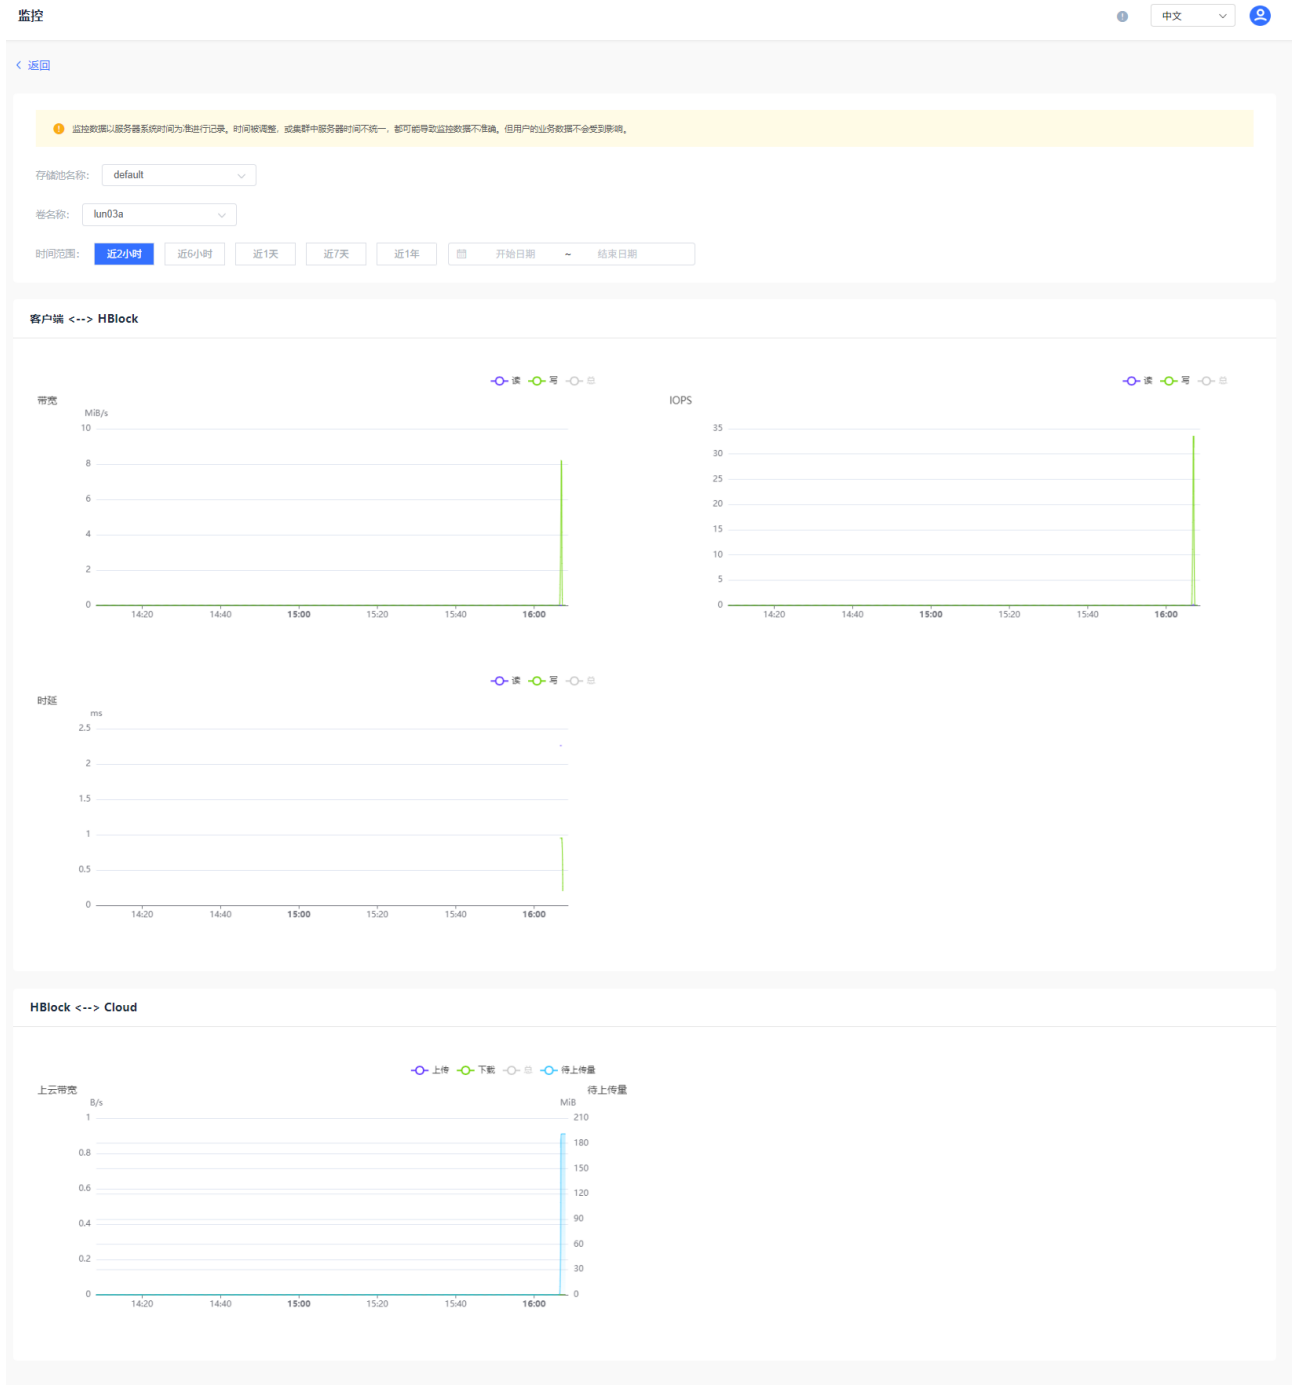 监控
中文
返回
监控数据以服务器系统时间为准进行记录。时间被调整，或集群中服务器时间不统一，都可能导致监控数据不准确。但用户的业务数据不会受到影响。
存储池名称： default
卷名称： lun03a
时间范围： 近2小时 近6小时 近1天 近7天 近1年 开始日期 ~ 结束日期
客户端 <--> HBlock
读 写 总
带宽
MiB/s
10
8
6
4
2
0
14:20 14:40 15:00 15:20 15:40 16:00
读 写 总
IOPS
35
30
25
20
15
10
5
0
14:20 14:40 15:00 15:20 15:40 16:00
读 写 总
时延
ms
2.5
2
1.5
1
0.5
0
14:20 14:40 15:00 15:20 15:40 16:00
HBlock <--> Cloud
上传 下载 总 待上传量
上云带宽 待上传量
B/s MiB
1 210
180
0.8
150
0.6 120
0.4 90
60
0.2 30
0 0
14:20 14:40 15:00 15:20 15:40 16:00